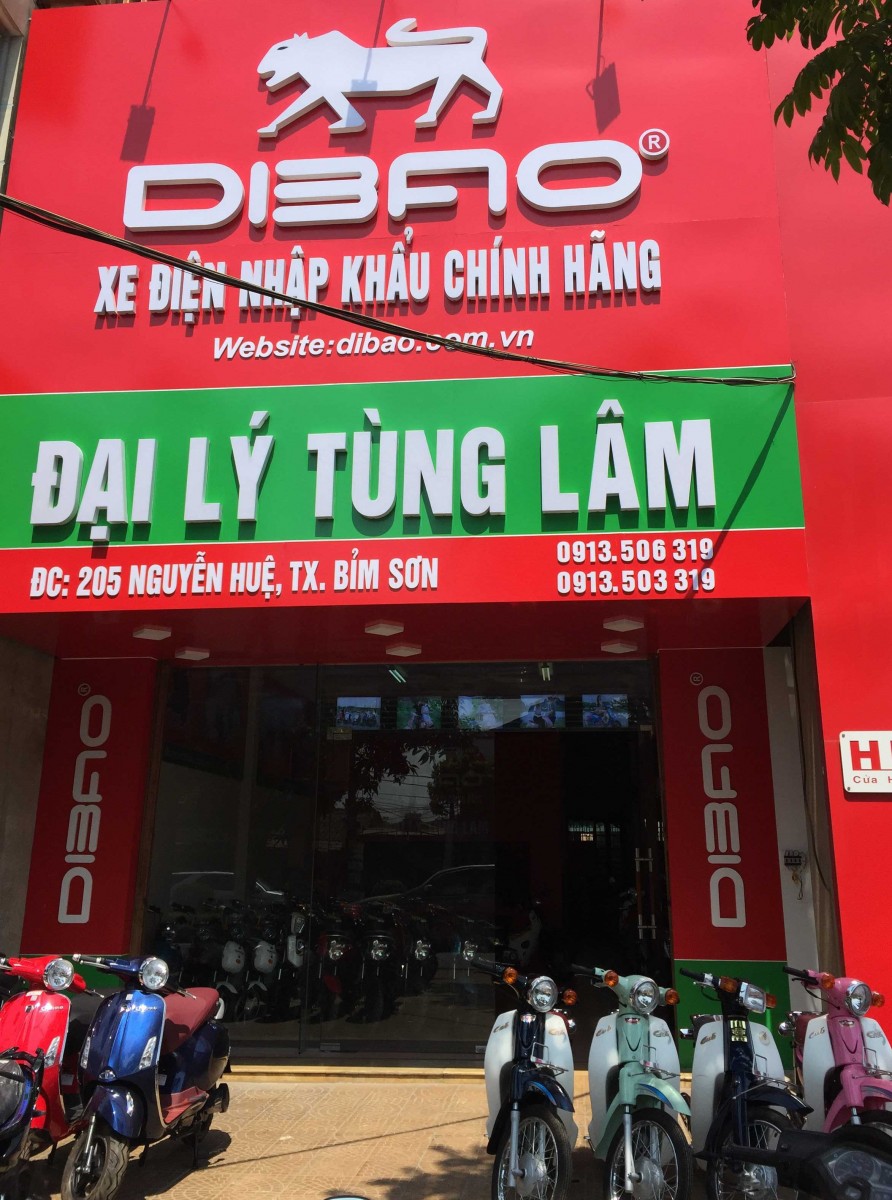 DIBAO®
XE ĐIỆN NHẬP KHẨU CHÍNH HÃNG
Website:dibao.com.vn
ĐẠI LÝ TÙNG LÂM
ĐC: 205 NGUYỄN HUỆ, TX. BỈM SƠN
0913.506 319
0913.503 319
DIBAO®
DIBAO®
Cửa H